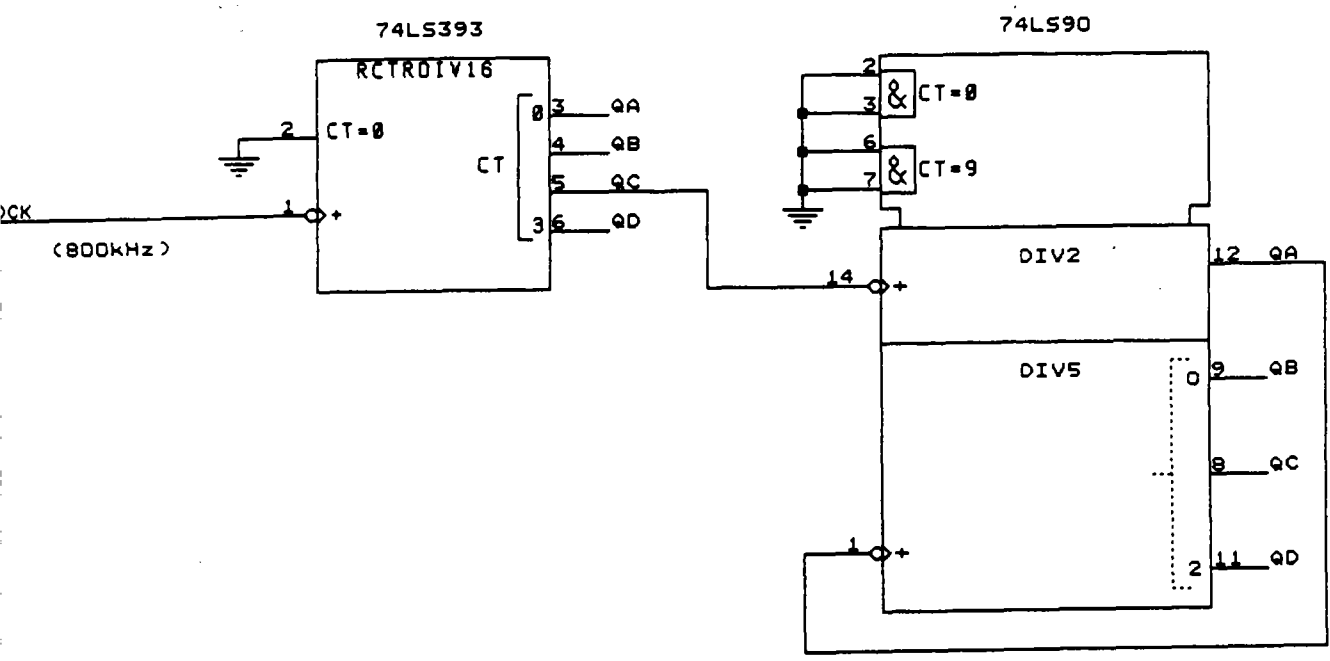 74LS393
74LS90
RCTRDIV16
2 CT=0
0 3 QA
4 QB
CT
5 QC
3 6 QD
1 +
(800kHz)
2
& CT=0
3
6
& CT=9
7
DIV2
12 QA
14 +
DIV5
0 9 QB
8 QC
1 +
2 11 QD